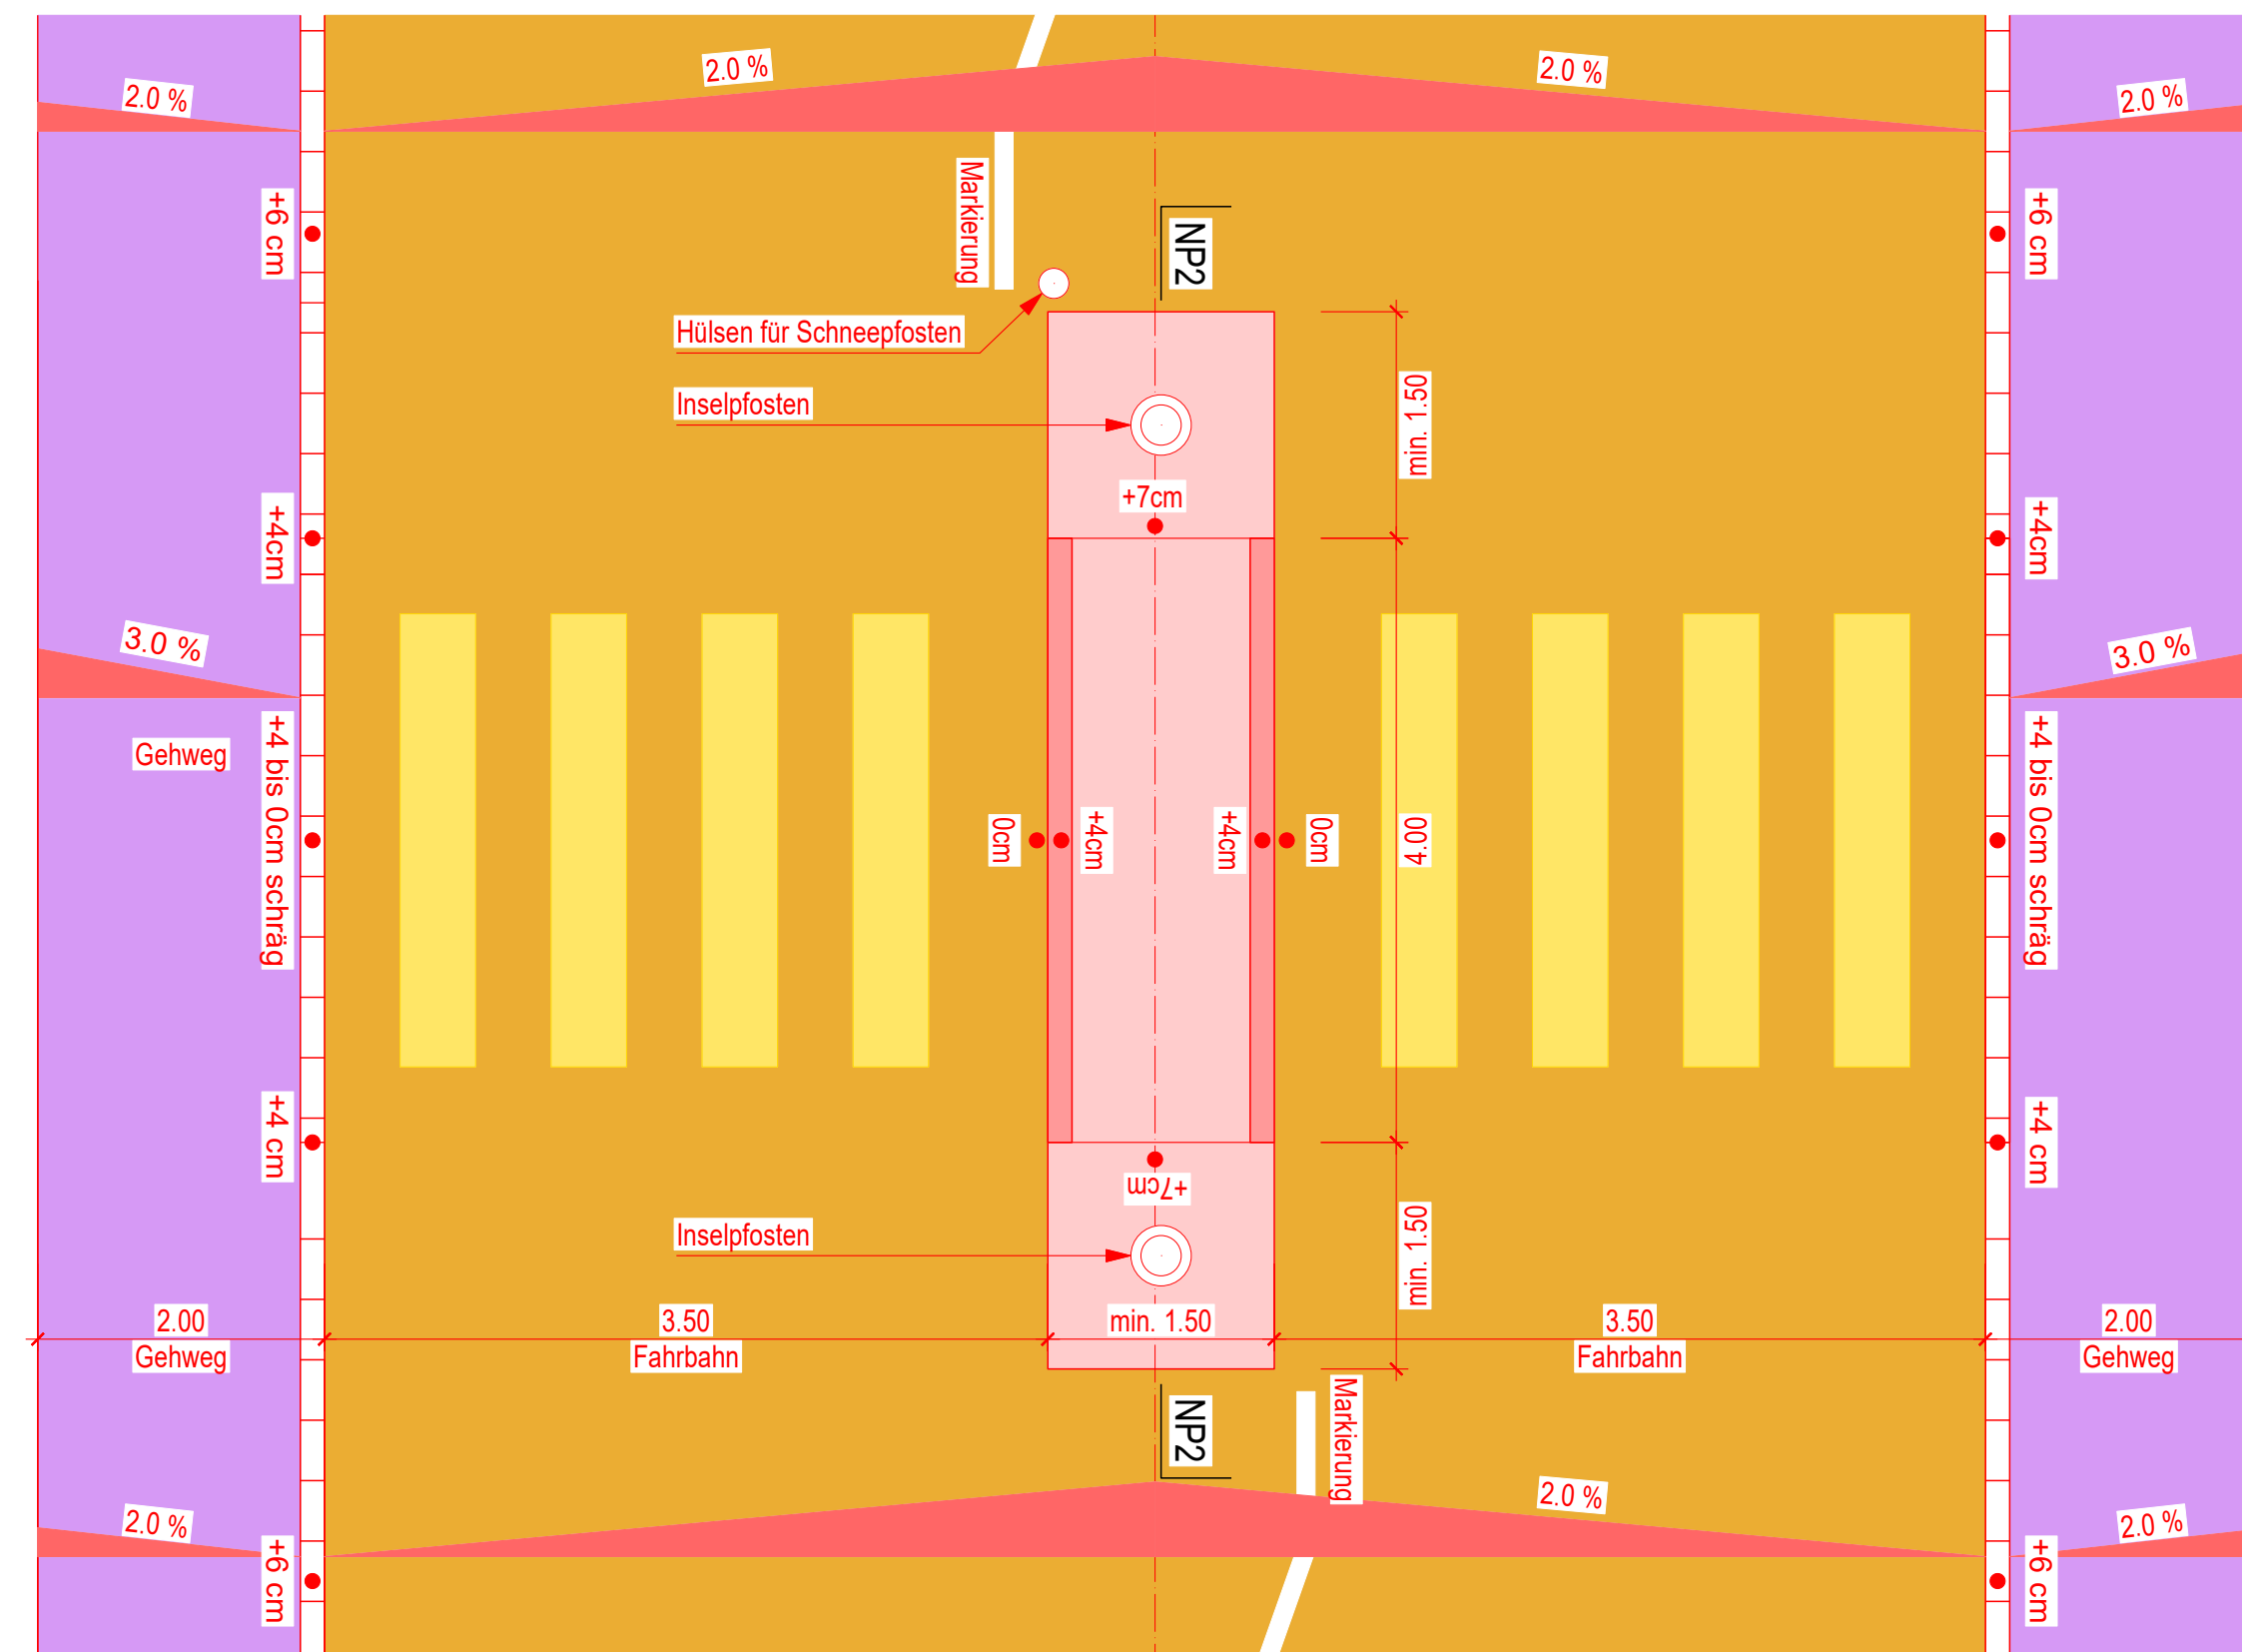 2.0 %
2.0 %
2.0 %
2.0 %
+6 cm
Markierung
NP2
+6 cm
Hülsen für Schneepfosten
Inselpfosten
min. 1.50
+7cm
+4cm
+4cm
3.0 %
3.0 %
Gehweg
+4 bis 0cm schräg
0cm
+4cm
+4cm
0cm
4.00
+4 bis 0cm schräg
+4 cm
+4 cm
+7cm
Inselpfosten
min. 1.50
2.00
3.50
min. 1.50
3.50
2.00
Gehweg
Fahrbahn
Fahrbahn
Gehweg
NP2
Markierung
2.0 %
2.0 %
2.0 %
+6 cm
+6 cm